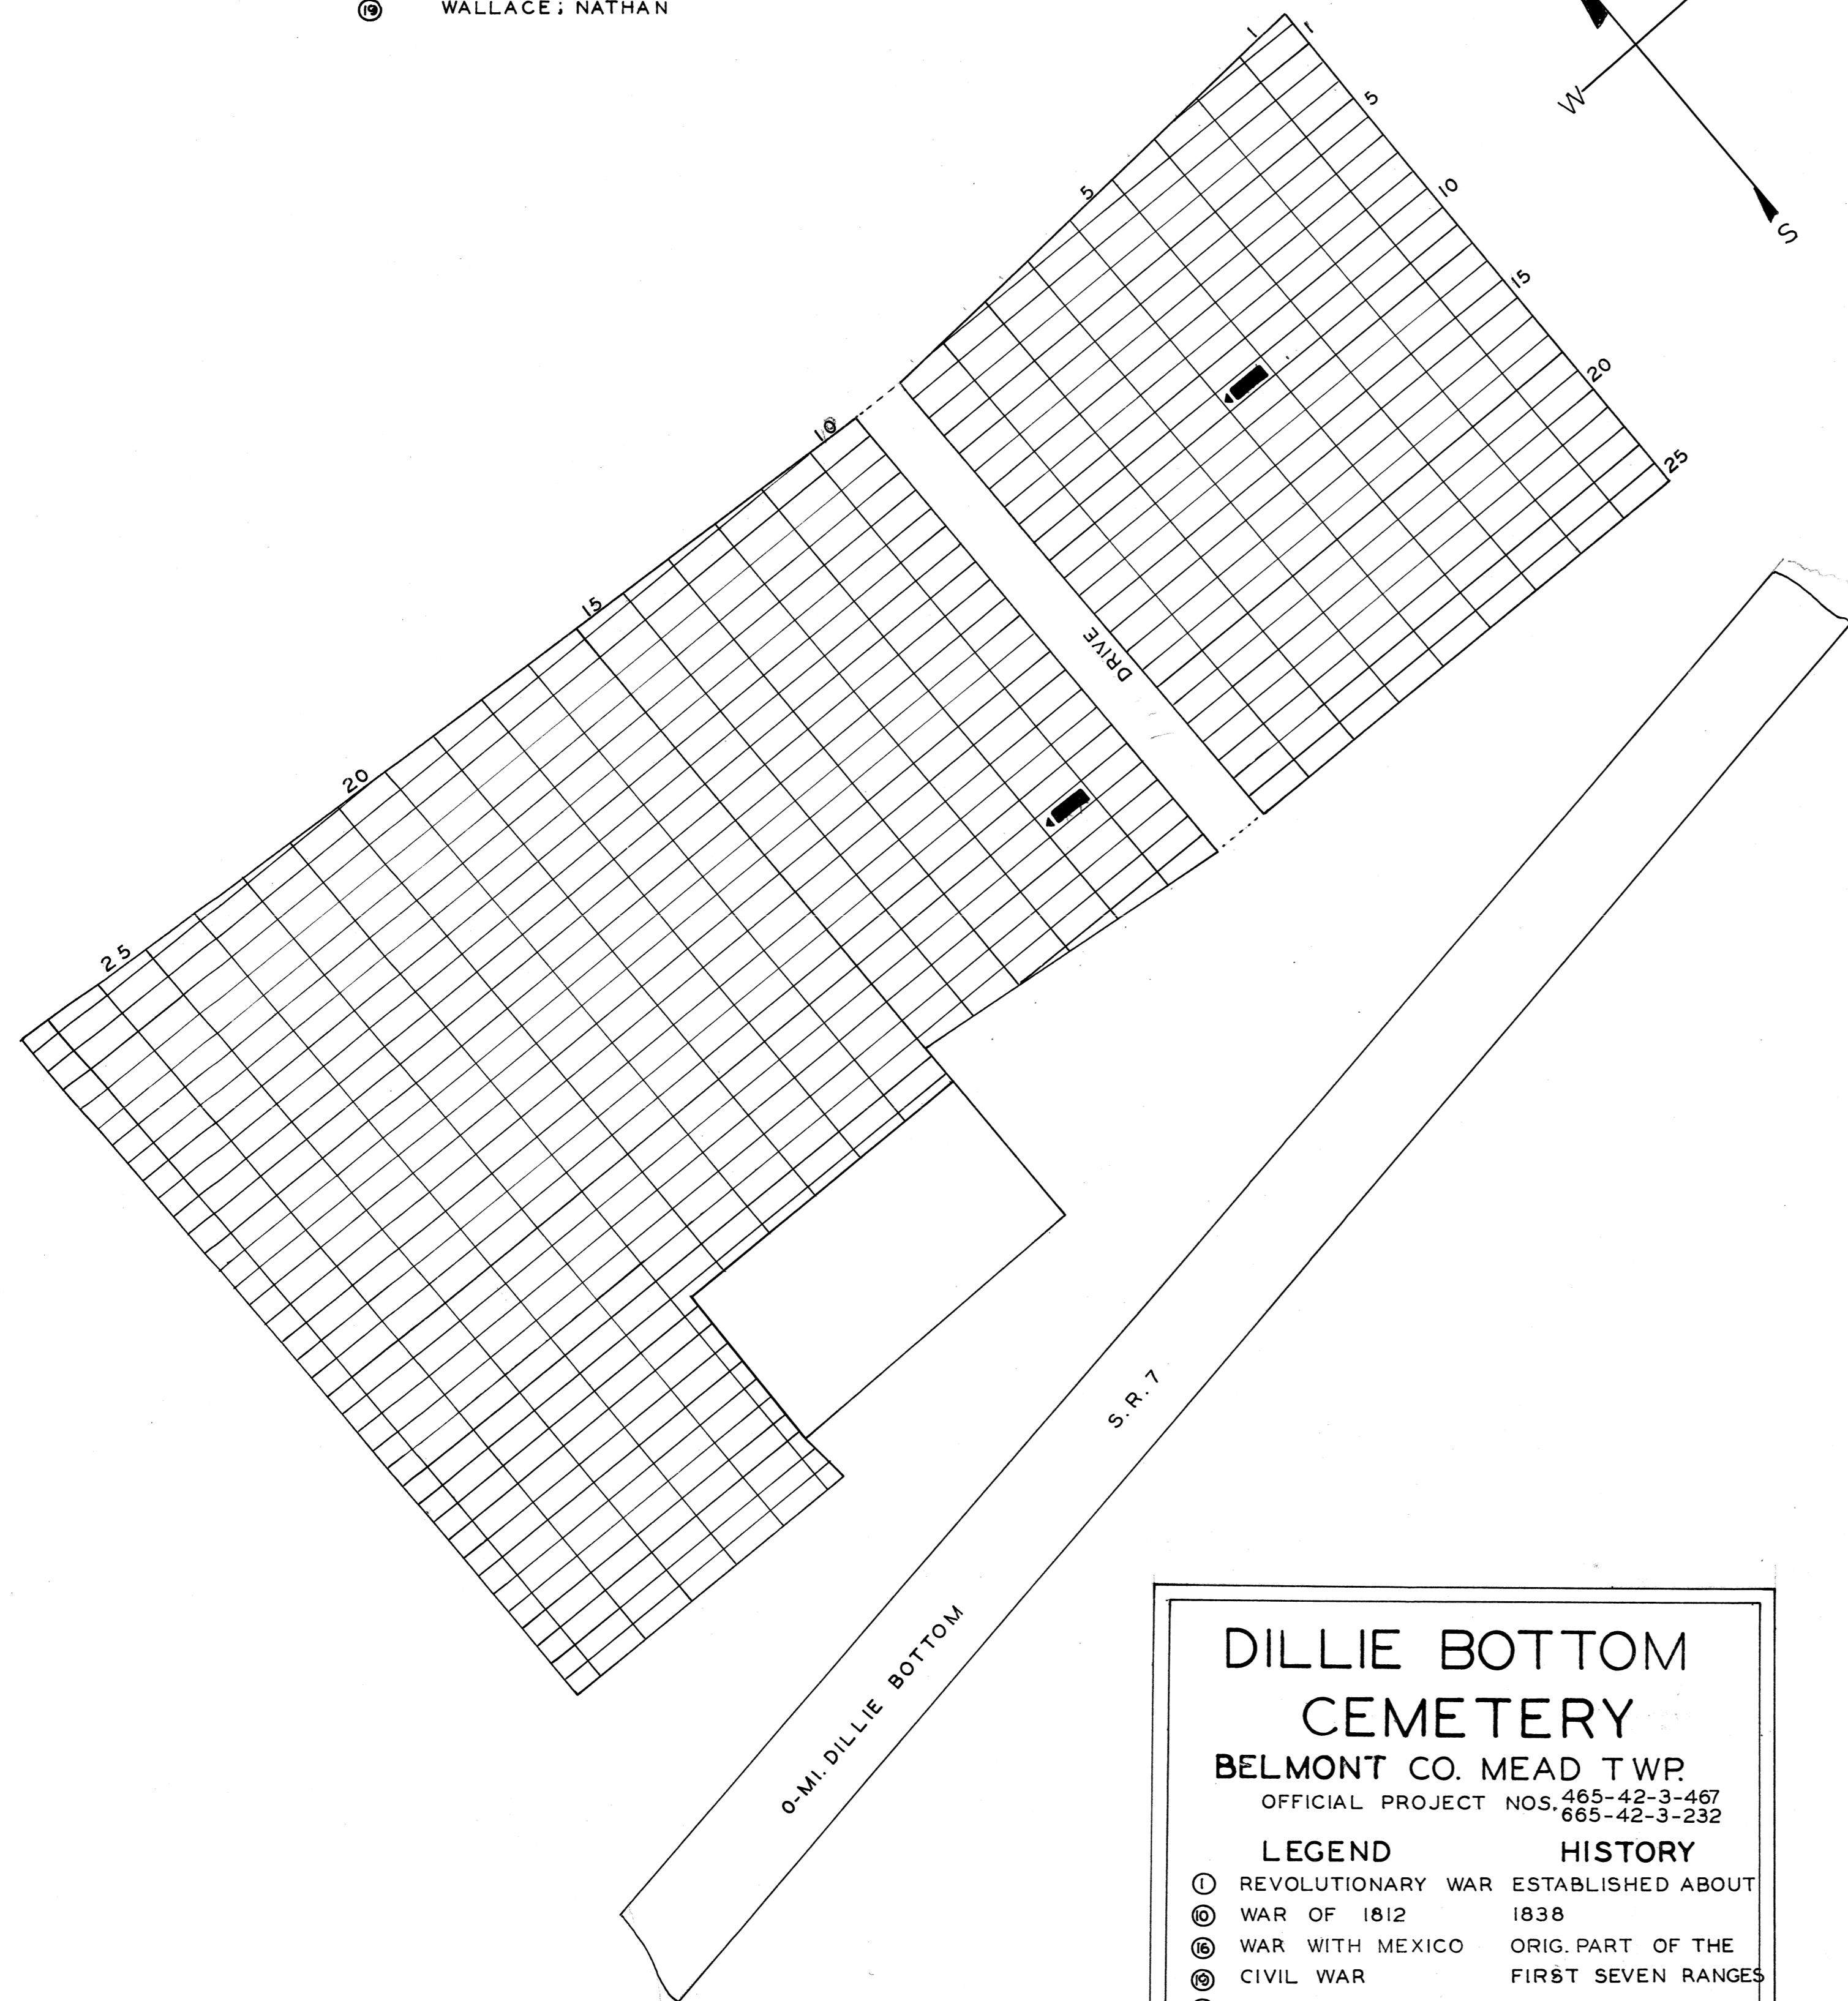 19 WALLACE; NATHAN
W
S
1
1
5
5
10
15
20
25
10
15
20
25
DRIVE
S.R.7
O-MI. DILLIE BOTTOM
DILLIE BOTTOM
CEMETERY
BELMONT CO. MEAD TWP.
OFFICIAL PROJECT NOS. 465-42-3-467
665-42-3-232
LEGEND HISTORY
1 REVOLUTIONARY WAR ESTABLISHED ABOUT
10 WAR OF 1812 1838
16 WAR WITH MEXICO ORIG. PART OF THE
19 CIVIL WAR FIRST SEVEN RANGES